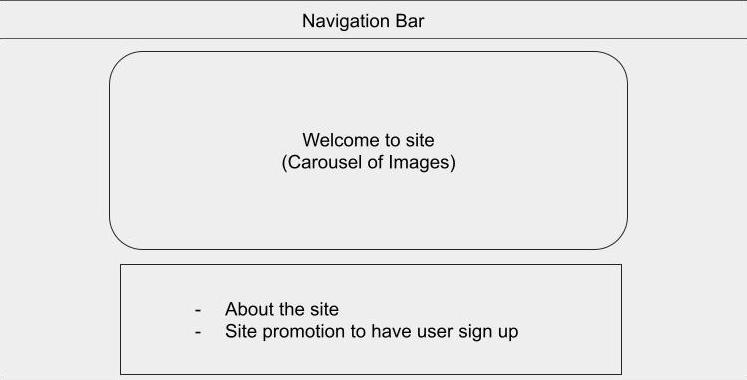 Navigation Bar
Welcome to site
(Carousel of Images)
- About the site
- Site promotion to have user sign up